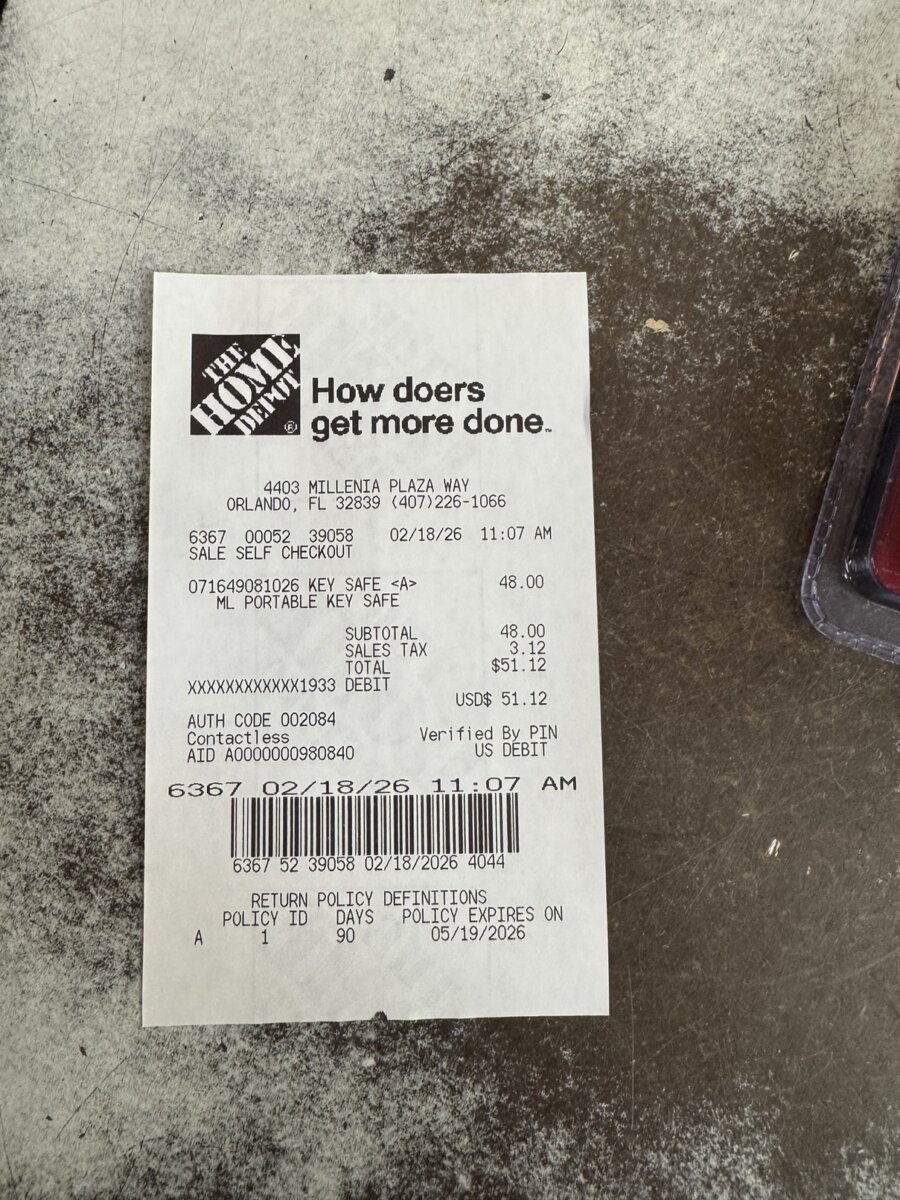 THE
HOME
DEPOT
®
How doers
get more done™
4403 MILLENIA PLAZA WAY
ORLANDO, FL 32839 (407)226-1066
6367 00052 39058 02/18/26 11:07 AM
SALE SELF CHECKOUT
071649081026 KEY SAFE <A> 48.00
ML PORTABLE KEY SAFE
SUBTOTAL 48.00
SALES TAX 3.12
TOTAL $51.12
XXXXXXXXXXXX1933 DEBIT
USD$ 51.12
AUTH CODE 002084
Contactless Verified By PIN
AID A0000000980840 US DEBIT
6367 02/18/26 11:07 AM
6367 52 39058 02/18/2026 4044
RETURN POLICY DEFINITIONS
POLICY ID DAYS POLICY EXPIRES ON
A 1 90 05/19/2026